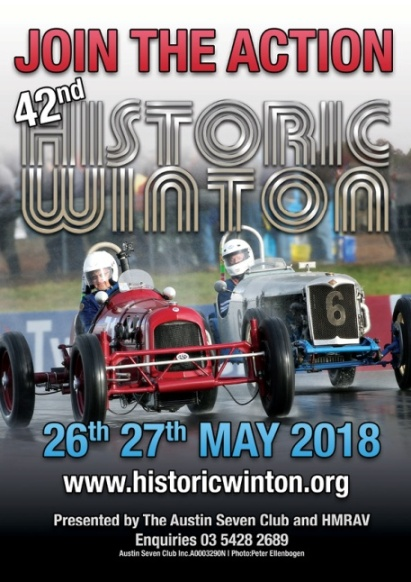 JOIN THE ACTION
42nd
HISTORIC
WINTON
6
26th 27th MAY 2018
www.historicwinton.org
Presented by The Austin Seven Club and HMRAV
Enquiries 03 5428 2689
Austin Seven Club Inc.A0003290N | Photo:Peter Ellenbogen